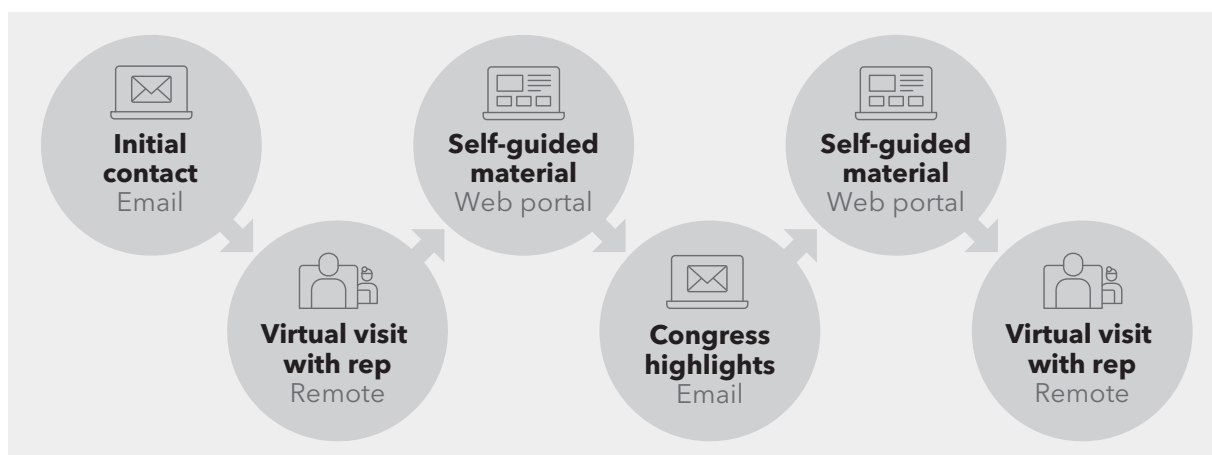 Initial
contact
Email
Virtual visit
with rep
Remote
Self-guided
material
Web portal
Congress
highlights
Email
Self-guided
material
Web portal
Virtual visit
with rep
Remote